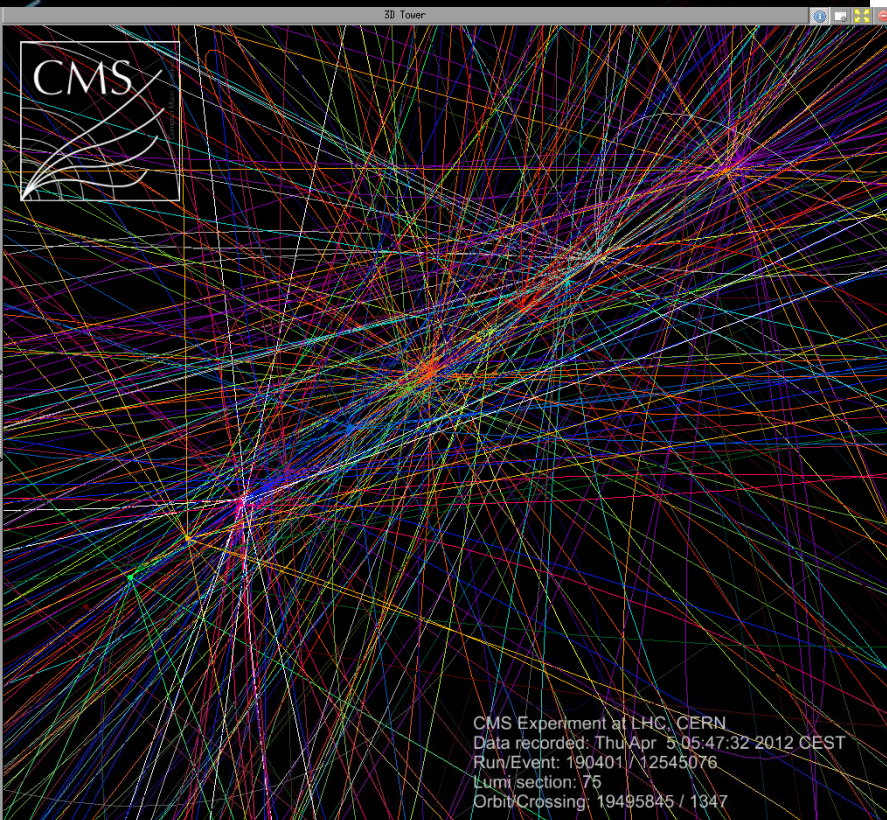 3D Tower
CMS
CMS Experiment at LHC, CERN
Data recorded: Thu Apr  5 05:47:32 2012 CEST
Run/Event: 190401 / 12545076
Lumi section: 75
Orbit/Crossing: 19495845 / 1347